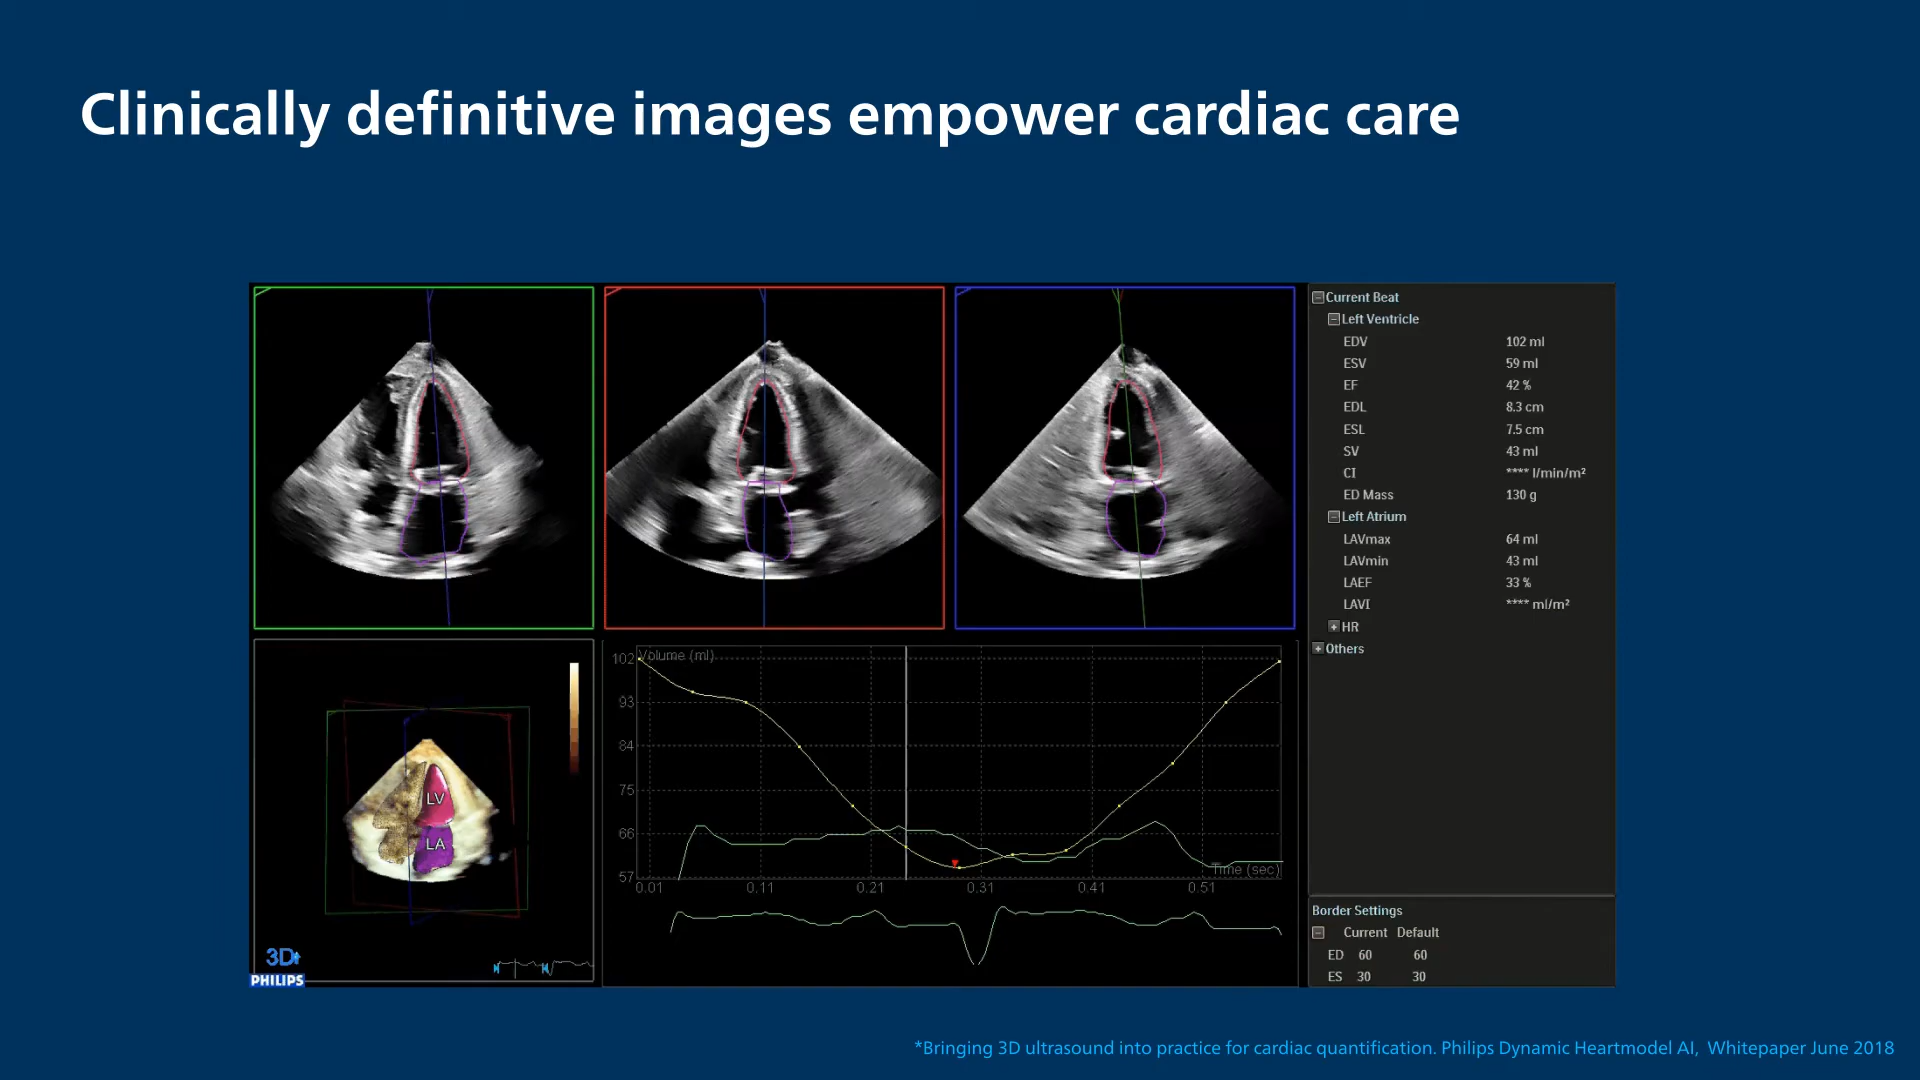 Clinically definitive images empower cardiac care
Current Beat
Left Ventricle
EDV 102 ml
ESV 59 ml
EF 42 %
EDL 8.3 cm
ESL 7.5 cm
SV 43 ml
CI **** l/min/m²
ED Mass 130 g
Left Atrium
LAVmax 64 ml
LAVmin 43 ml
LAEF 33 %
LAVI **** ml/m²
HR
Others
LV
LA
3D
PHILIPS
Volume (ml)
102
93
84
75
66
57
0.01 0.11 0.21 0.31 0.41 0.51
Time (sec)
Border Settings
Current Default
ED 60 60
ES 30 30
*Bringing 3D ultrasound into practice for cardiac quantification. Philips Dynamic Heartmodel AI, Whitepaper June 2018